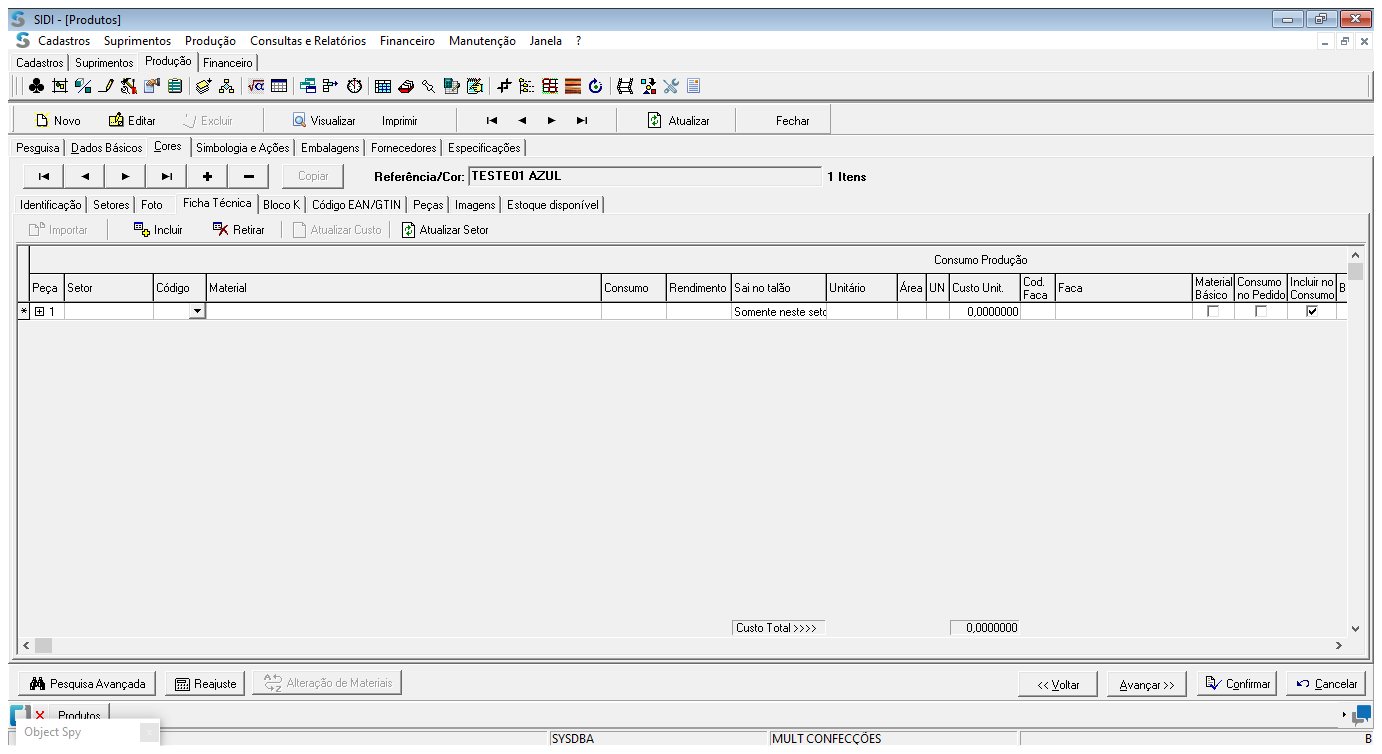 SIDI - [Produtos]
Cadastros Suprimentos Produção Consultas e Relatórios Financeiro Manutenção Janela ?
Cadastros Suprimentos Produção Financeiro
Novo Editar Excluir Visualizar Imprimir Atualizar Fechar
Pesquisa Dados Básicos Cores Simbologia e Ações Embalagens Fornecedores Especificações
Copiar Referência/Cor: TESTE01 AZUL 1 Itens
Identificação Setores Foto Ficha Técnica Bloco K Código EAN/GTIN Peças Imagens Estoque disponível
Importar Incluir Retirar Atualizar Custo Atualizar Setor
Consumo Produção
Peça Setor Código Material Consumo Rendimento Sai no talão Unitário Área UN Custo Unit. Cod. Faca Faca Material Básico Consumo no Pedido Incluir no Consumo B
* 1 Somente neste seto 0,0000000
Custo Total >>>> 0,0000000
Pesquisa Avançada Reajuste Alteração de Materiais << Voltar Avançar >> Confirmar Cancelar
Produtos
Object Spy x
SYSDBA MULT CONFECÇÕES B